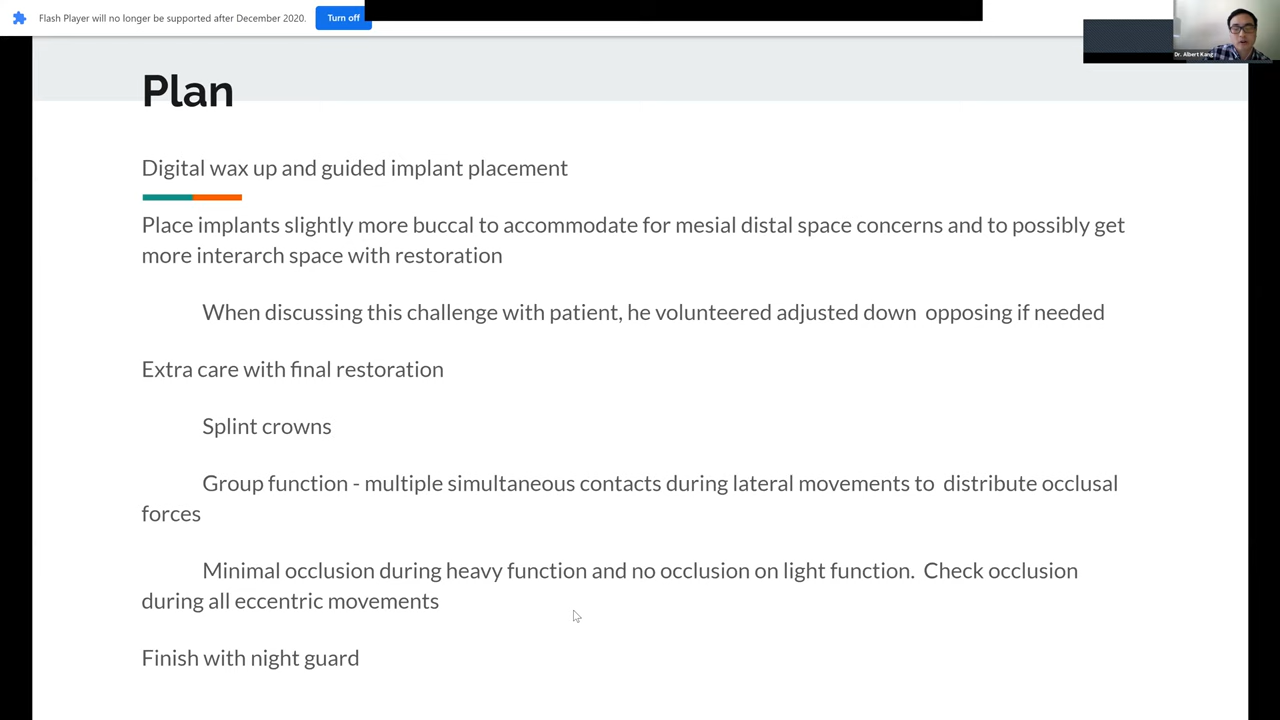 Flash Player will no longer be supported after December 2020.
Turn off
Dr. Albert Kang
Plan
Digital wax up and guided implant placement
Place implants slightly more buccal to accommodate for mesial distal space concerns and to possibly get
more interarch space with restoration
When discussing this challenge with patient, he volunteered adjusted down opposing if needed
Extra care with final restoration
Splint crowns
Group function - multiple simultaneous contacts during lateral movements to distribute occlusal
forces
Minimal occlusion during heavy function and no occlusion on light function. Check occlusion
during all eccentric movements
Finish with night guard